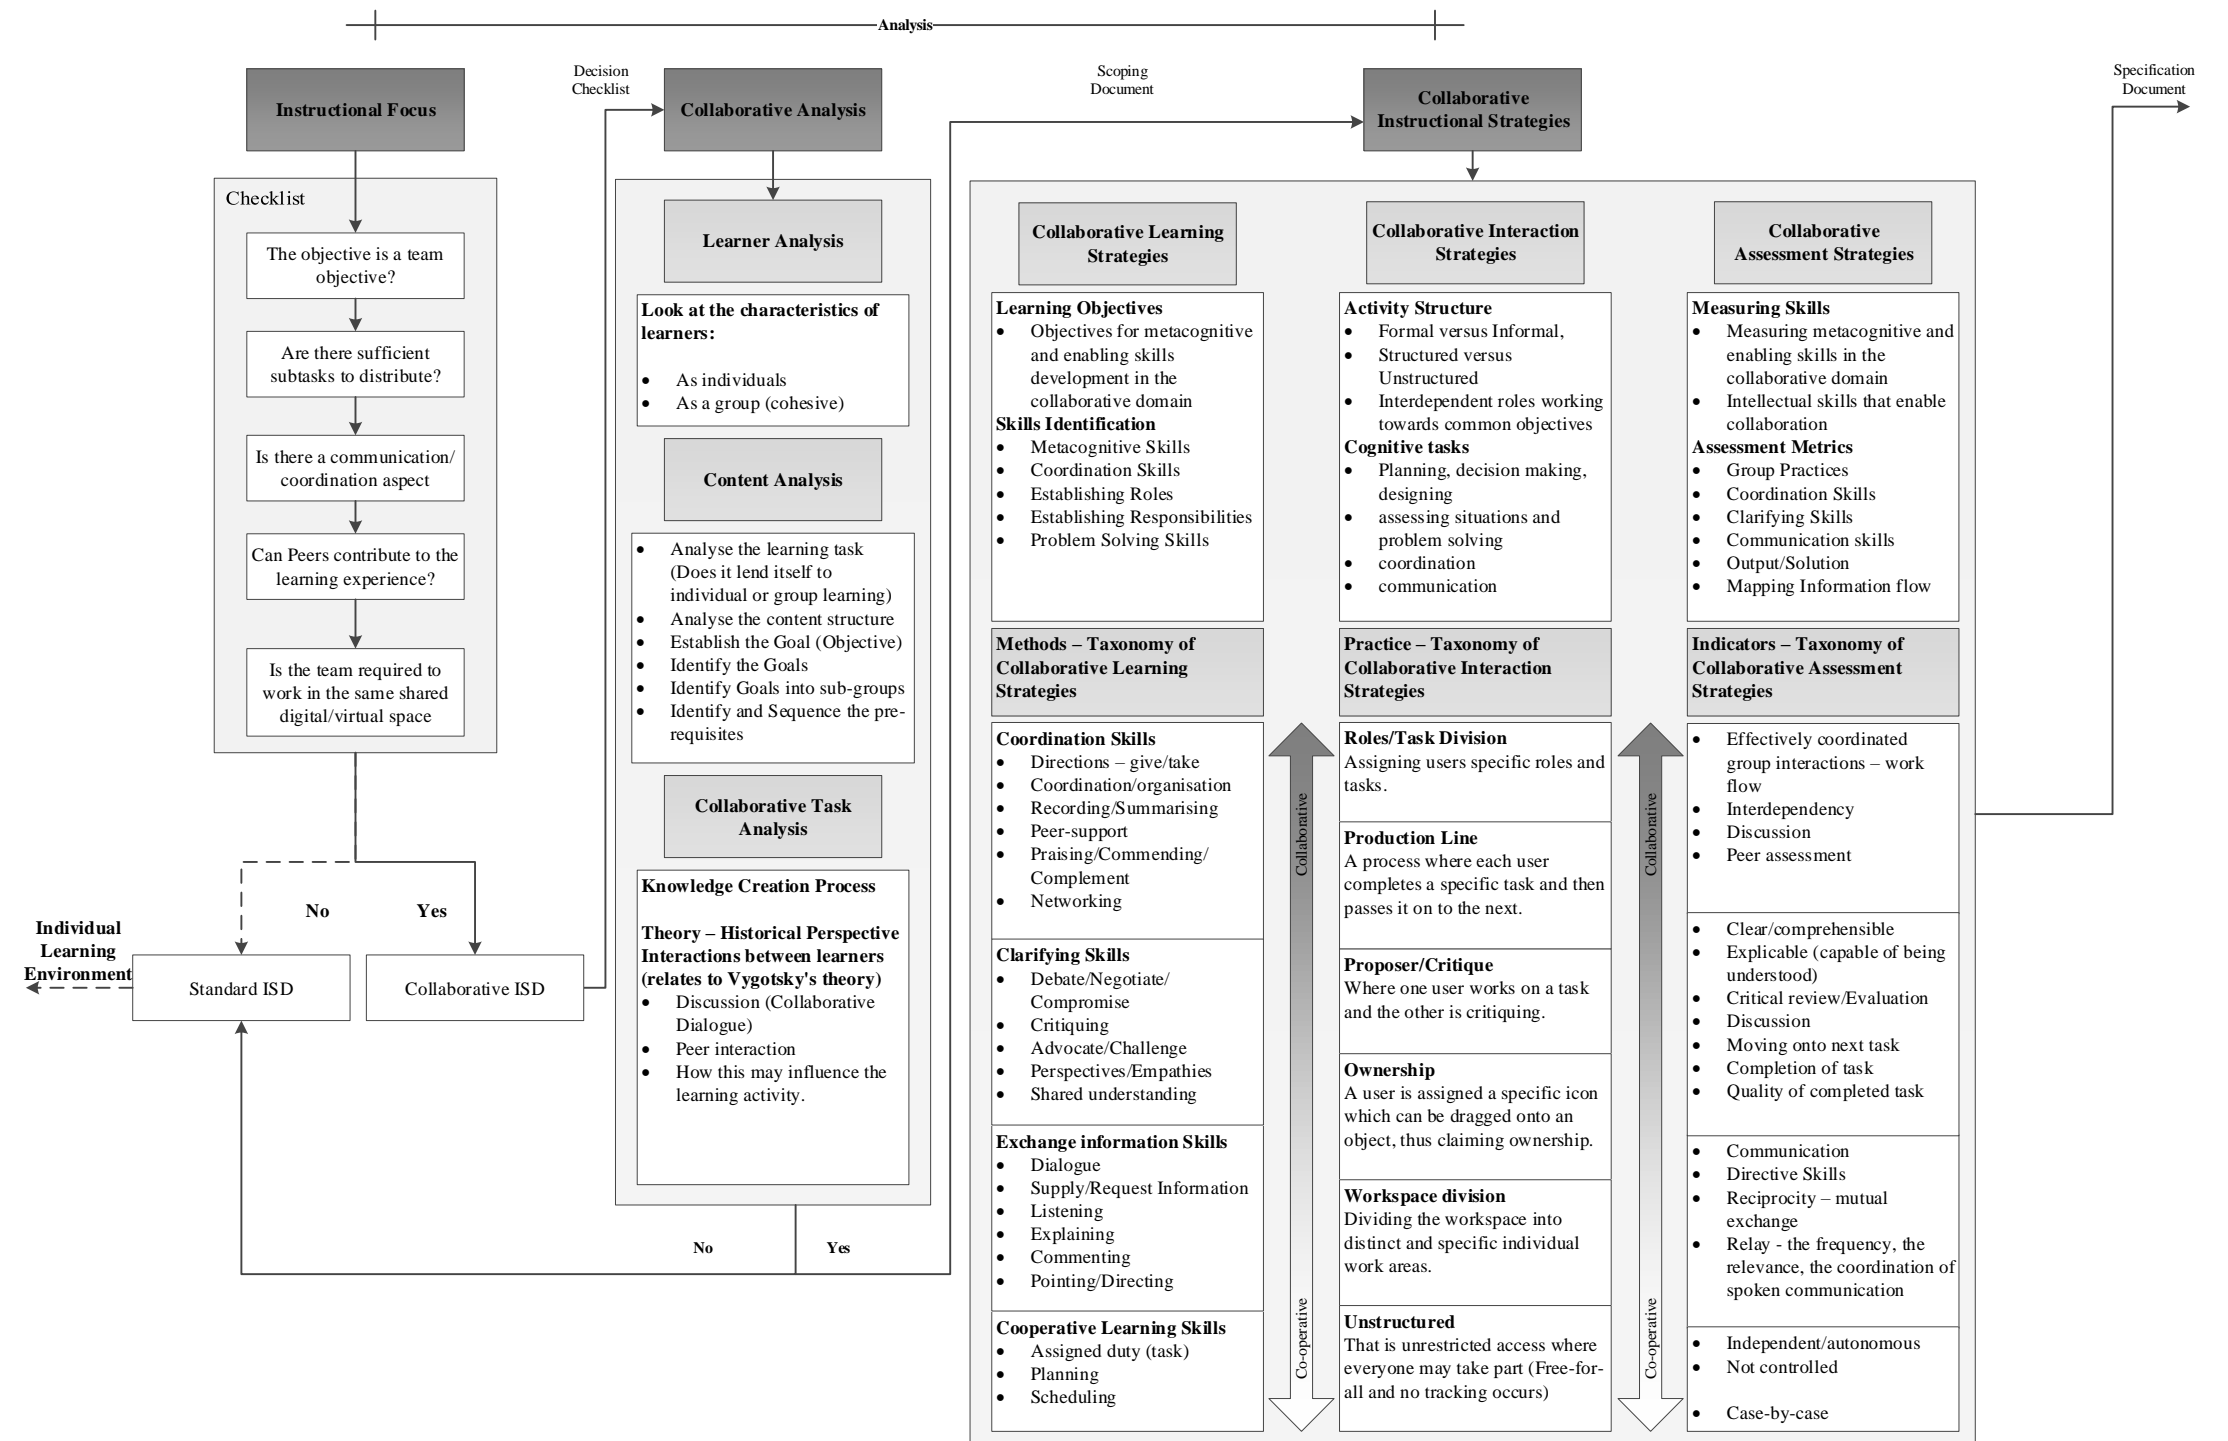 Analysis
Decision
Checklist
Scoping
Document
Specification
Document
Instructional Focus
Checklist
The objective is a team
objective?
Are there sufficient
subtasks to distribute?
Is there a communication/
coordination aspect
Can Peers contribute to the
learning experience?
Is the team required to
work in the same shared
digital/virtual space
No
Yes
Individual
Learning
Environment
Standard ISD
Collaborative ISD
Collaborative Analysis
Learner Analysis
Look at the characteristics of
learners:
• As individuals
• As a group (cohesive)
Content Analysis
• Analyse the learning task
(Does it lend itself to
individual or group learning)
• Analyse the content structure
• Establish the Goal (Objective)
• Identify the Goals
• Identify Goals into sub-groups
• Identify and Sequence the pre-
requisites
Collaborative Task
Analysis
Knowledge Creation Process
Theory – Historical Perspective
Interactions between learners
(relates to Vygotsky's theory)
• Discussion (Collaborative
Dialogue)
• Peer interaction
• How this may influence the
learning activity.
No
Yes
Collaborative
Instructional Strategies
Collaborative Learning
Strategies
Learning Objectives
• Objectives for metacognitive
and enabling skills
development in the
collaborative domain
Skills Identification
• Metacognitive Skills
• Coordination Skills
• Establishing Roles
• Establishing Responsibilities
• Problem Solving Skills
Methods – Taxonomy of
Collaborative Learning
Strategies
Coordination Skills
• Directions – give/take
• Coordination/organisation
• Recording/Summarising
• Peer-support
• Praising/Commending/
Complement
• Networking
Clarifying Skills
• Debate/Negotiate/
Compromise
• Critiquing
• Advocate/Challenge
• Perspectives/Empathies
• Shared understanding
Exchange information Skills
• Dialogue
• Supply/Request Information
• Listening
• Explaining
• Commenting
• Pointing/Directing
Cooperative Learning Skills
• Assigned duty (task)
• Planning
• Scheduling
Collaborative
Co-operative
Collaborative Interaction
Strategies
Activity Structure
• Formal versus Informal,
• Structured versus
Unstructured
• Interdependent roles working
towards common objectives
Cognitive tasks
• Planning, decision making,
designing
• assessing situations and
problem solving
• coordination
• communication
Practice – Taxonomy of
Collaborative Interaction
Strategies
Roles/Task Division
Assigning users specific roles and
tasks.
Production Line
A process where each user
completes a specific task and then
passes it on to the next.
Proposer/Critique
Where one user works on a task
and the other is critiquing.
Ownership
A user is assigned a specific icon
which can be dragged onto an
object, thus claiming ownership.
Workspace division
Dividing the workspace into
distinct and specific individual
work areas.
Unstructured
That is unrestricted access where
everyone may take part (Free-for-
all and no tracking occurs)
Collaborative
Co-operative
Collaborative
Assessment Strategies
Measuring Skills
• Measuring metacognitive and
enabling skills in the
collaborative domain
• Intellectual skills that enable
collaboration
Assessment Metrics
• Group Practices
• Coordination Skills
• Clarifying Skills
• Communication skills
• Output/Solution
• Mapping Information flow
Indicators – Taxonomy of
Collaborative Assessment
Strategies
• Effectively coordinated
group interactions – work
flow
• Interdependency
• Discussion
• Peer assessment
• Clear/comprehensible
• Explicable (capable of being
understood)
• Critical review/Evaluation
• Discussion
• Moving onto next task
• Completion of task
• Quality of completed task
• Communication
• Directive Skills
• Reciprocity – mutual
exchange
• Relay - the frequency, the
relevance, the coordination of
spoken communication
• Independent/autonomous
• Not controlled
• Case-by-case